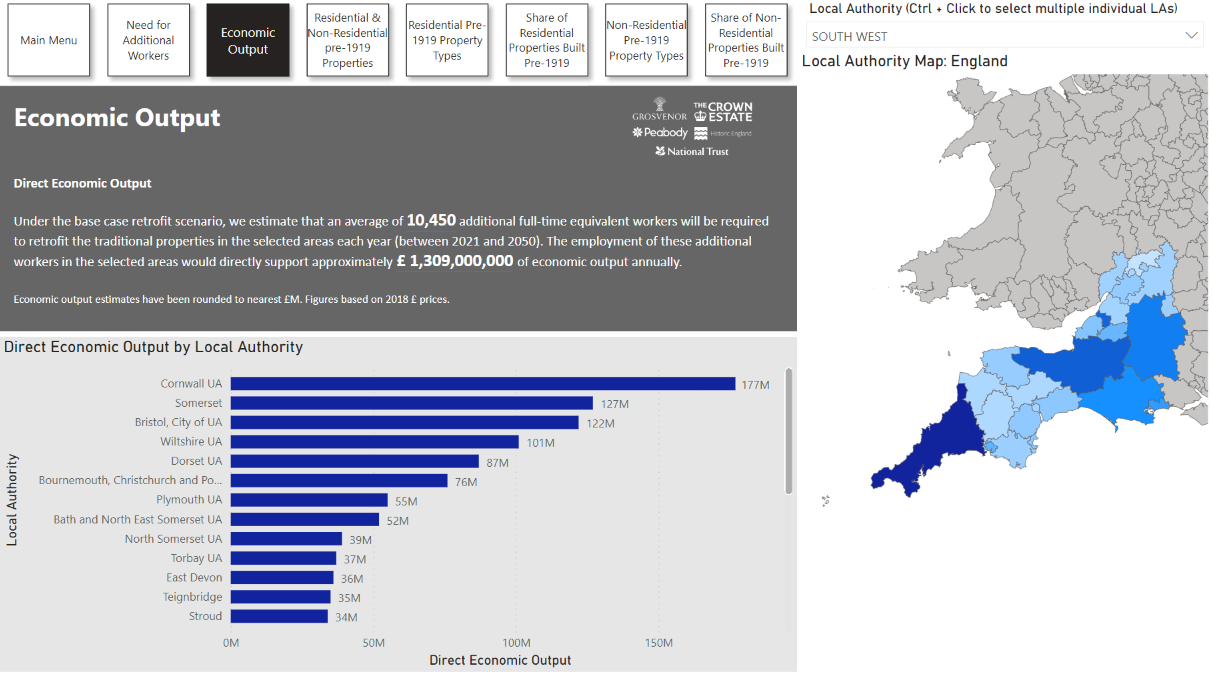 Main Menu
Need for
Additional
Workers
Economic
Output
Residential &
Non-Residential
pre-1919
Properties
Residential Pre-
1919 Property
Types
Share of
Residential
Properties Built
Pre-1919
Non-Residential
Pre-1919
Property Types
Share of Non-
Residential
Properties Built
Pre-1919
Local Authority (Ctrl + Click to select multiple individual LAs)
SOUTH WEST
Local Authority Map: England
Economic Output
GROSVENOR
THE CROWN
ESTATE
Peabody
Historic England
National Trust
Direct Economic Output
Under the base case retrofit scenario, we estimate that an average of 10,450 additional full-time equivalent workers will be required
to retrofit the traditional properties in the selected areas each year (between 2021 and 2050). The employment of these additional
workers in the selected areas would directly support approximately £ 1,309,000,000 of economic output annually.
Economic output estimates have been rounded to nearest £M. Figures based on 2018 £ prices.
Direct Economic Output by Local Authority
Local Authority
Cornwall UA 177M
Somerset 127M
Bristol, City of UA 122M
Wiltshire UA 101M
Dorset UA 87M
Bournemouth, Christchurch and Po... 76M
Plymouth UA 55M
Bath and North East Somerset UA 52M
North Somerset UA 39M
Torbay UA 37M
East Devon 36M
Teignbridge 35M
Stroud 34M
0M 50M 100M 150M
Direct Economic Output